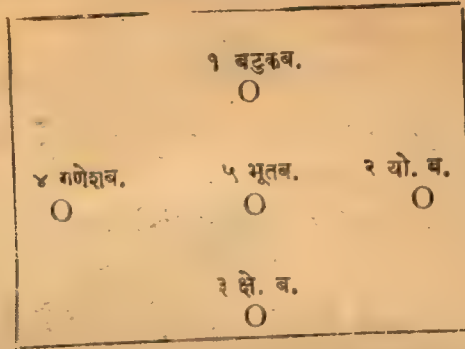 १ बटुकब.
४ गणेशब. ५ भूतब. २ यो. ब.
३ क्षे. ब.